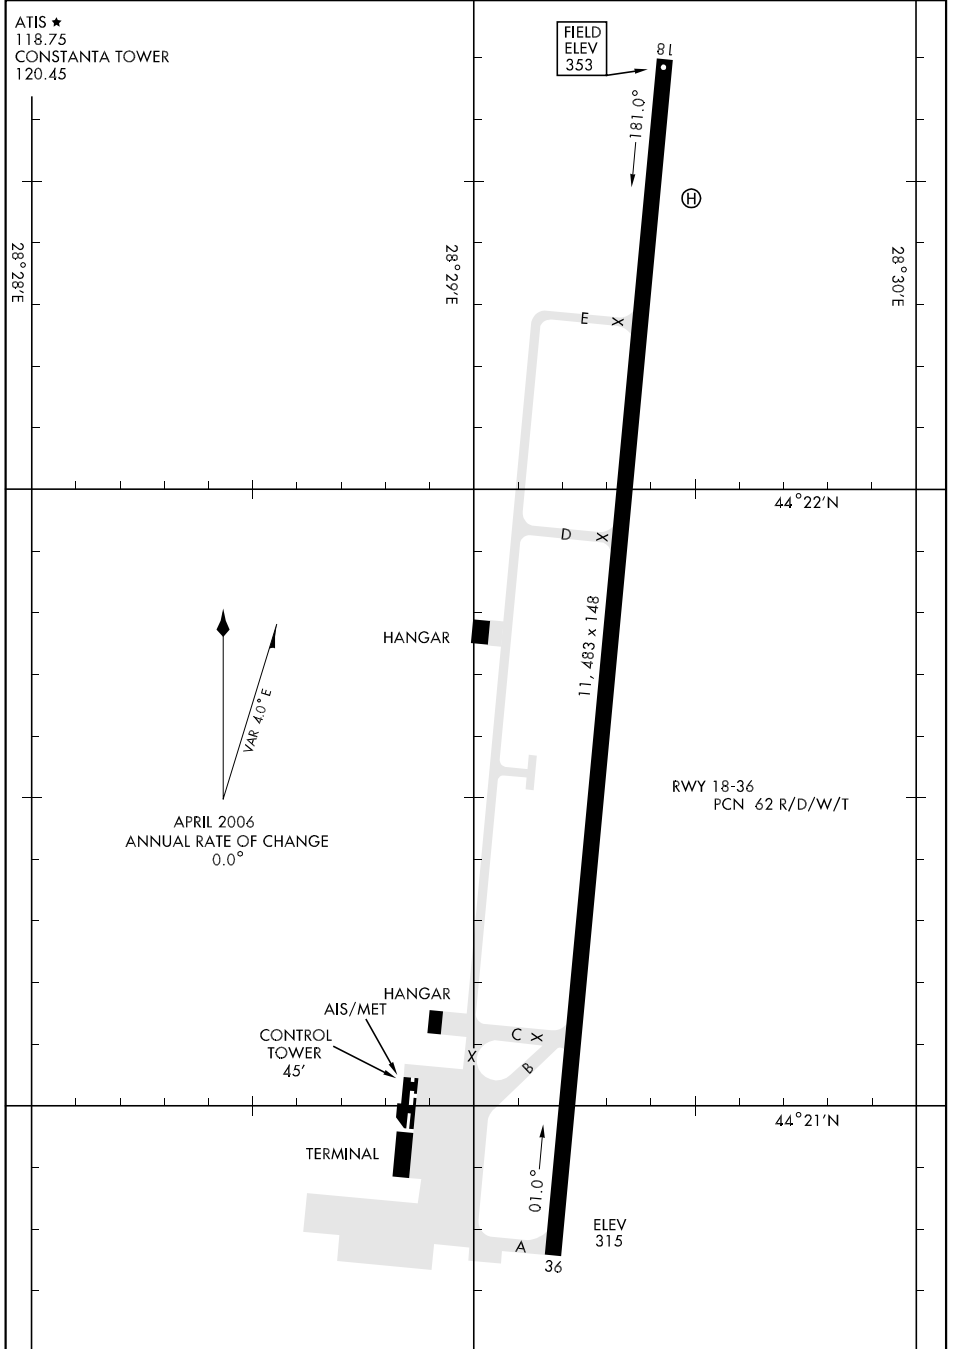 ATIS ★
118.75
CONSTANTA TOWER
120.45
FIELD
ELEV
353
18
181.0°
H
28°28'E
28°29'E
28°30'E
E X
44°22'N
D X
HANGAR
11, 483 x 148
VAR 4.0° E
RWY 18-36
PCN 62 R/D/W/T
APRIL 2006
ANNUAL RATE OF CHANGE
0.0°
HANGAR
AIS/MET
CONTROL
TOWER
45'
C X
X
B
44°21'N
TERMINAL
01.0°
ELEV
315
A
36